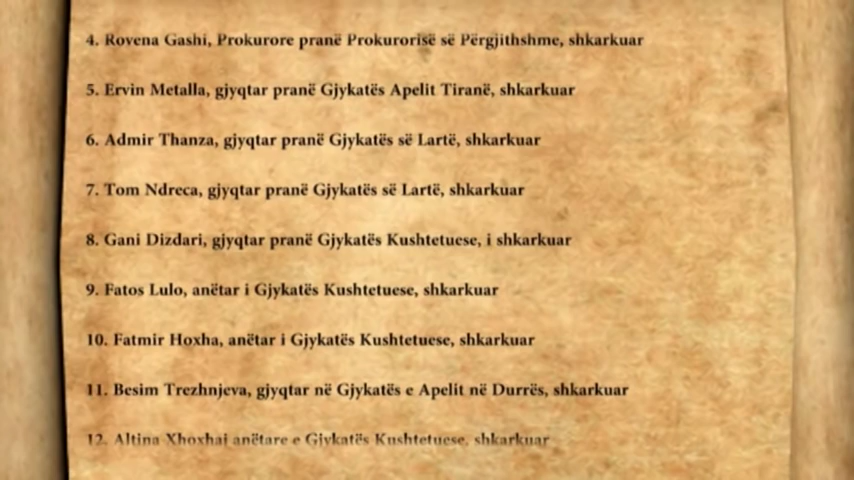 4. Rovena Gashi, Prokurore pranë Prokurorisë së Përgjithshme, shkarkuar
5. Ervin Metalla, gjyqtar pranë Gjykatës Apelit Tiranë, shkarkuar
6. Admir Thanza, gjyqtar pranë Gjykatës së Lartë, shkarkuar
7. Tom Ndreca, gjyqtar pranë Gjykatës së Lartë, shkarkuar
8. Gani Dizdari, gjyqtar pranë Gjykatës Kushtetuese, i shkarkuar
9. Fatos Lulo, anëtar i Gjykatës Kushtetuese, shkarkuar
10. Fatmir Hoxha, anëtar i Gjykatës Kushtetuese, shkarkuar
11. Besim Trezhnjeva, gjyqtar në Gjykatës e Apelit në Durrës, shkarkuar
12. Altina Xhoxhaj anëtare e Gjykatës Kushtetuese, shkarkuar